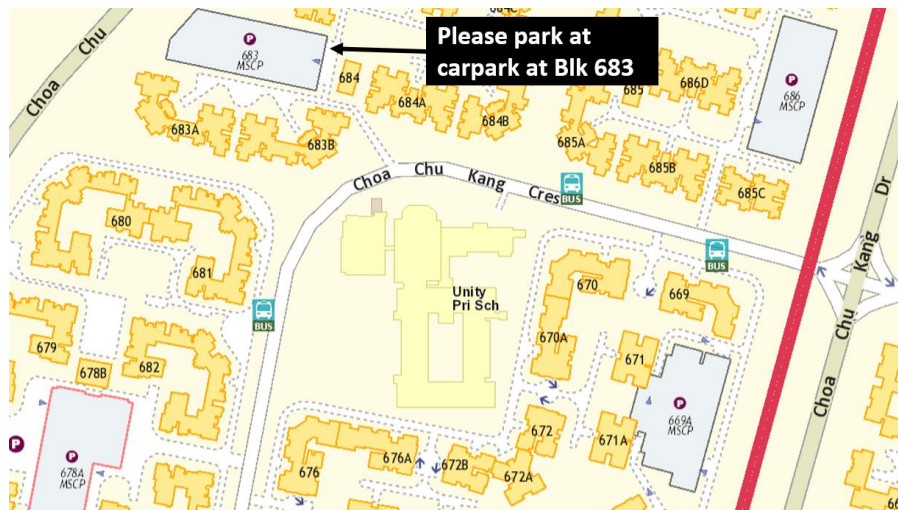 684C
Please park at
carpark at Blk 683
Choa Chu
P
683
MSCP
684
684A
684B
683A
683B
685
686D
P
686
MSCP
685A
685B
685C
Choa Chu Kang Cres
BUS
BUS
Choa Chu Kang Dr
680
681
BUS
679
678B
682
Unity
Pri Sch
670
669
670A
671
P
669A
MSCP
671A
672
676
676A
672B
672A
P
P
678A
MSCP